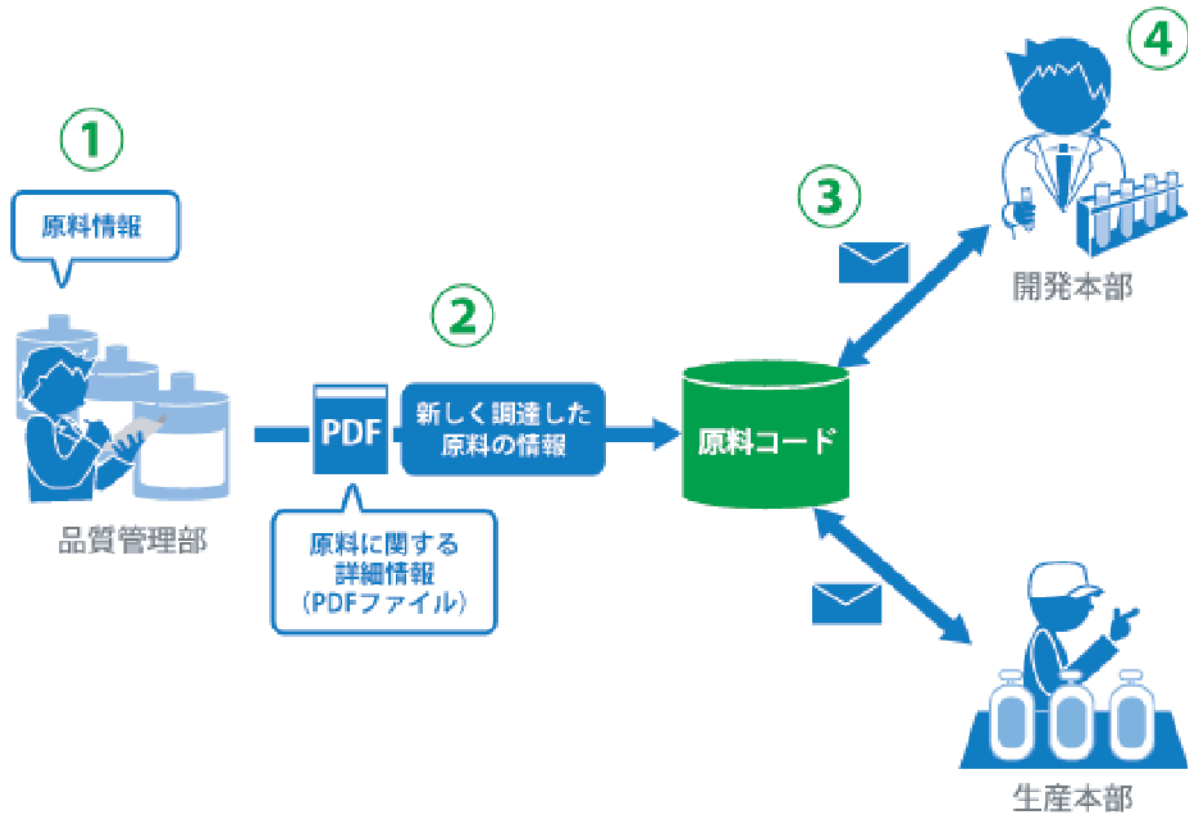 ①
原料情報
品質管理部
②
PDF
新しく調達した
原料の情報
原料に関する
詳細情報
（PDFファイル）
原料コード
③
④
開発本部
生産本部